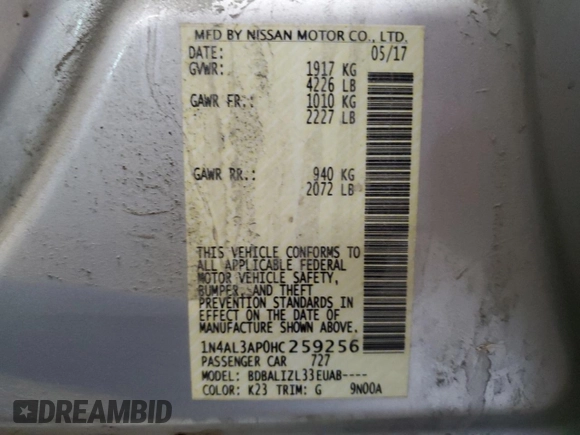 MFD BY NISSAN MOTOR CO., LTD.
DATE: 05/17
GVWR: 1917 KG
4226 LB
GAWR FR.: 1010 KG
2227 LB
GAWR RR.: 940 KG
2072 LB
THIS VEHICLE CONFORMS TO
ALL APPLICABLE FEDERAL
MOTOR VEHICLE SAFETY,
BUMPER, AND THEFT
PREVENTION STANDARDS IN
EFFECT ON THE DATE OF
MANUFACTURE SHOWN ABOVE.
1N4AL3AP0HC259256
PASSENGER CAR 727
MODEL: BDBALIZL33EUAB----
COLOR: K23 TRIM: G 9N00A
DREAMBID